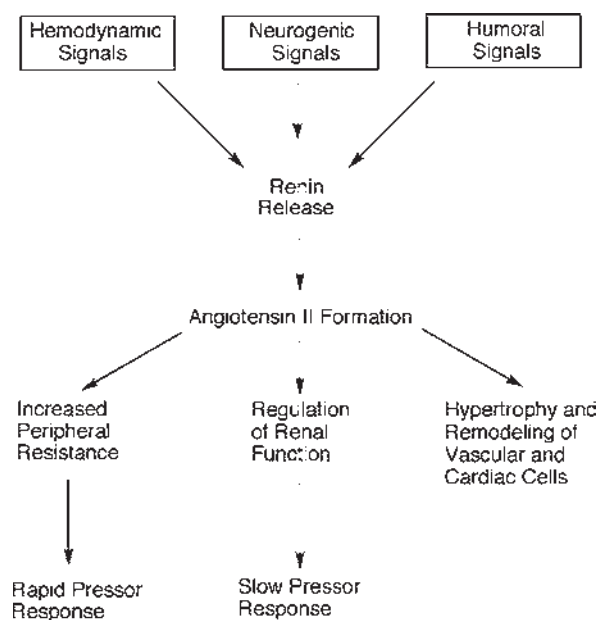 Hemodynamic
Signals
Neurogenic
Signals
Humoral
Signals
Renin
Release
Angiotensin II Formation
Increased
Peripheral
Resistance
Regulation
of Renal
Function
Hypertrophy and
Remodeling of
Vascular and
Cardiac Cells
Rapid Pressor
Response
Slow Pressor
Response